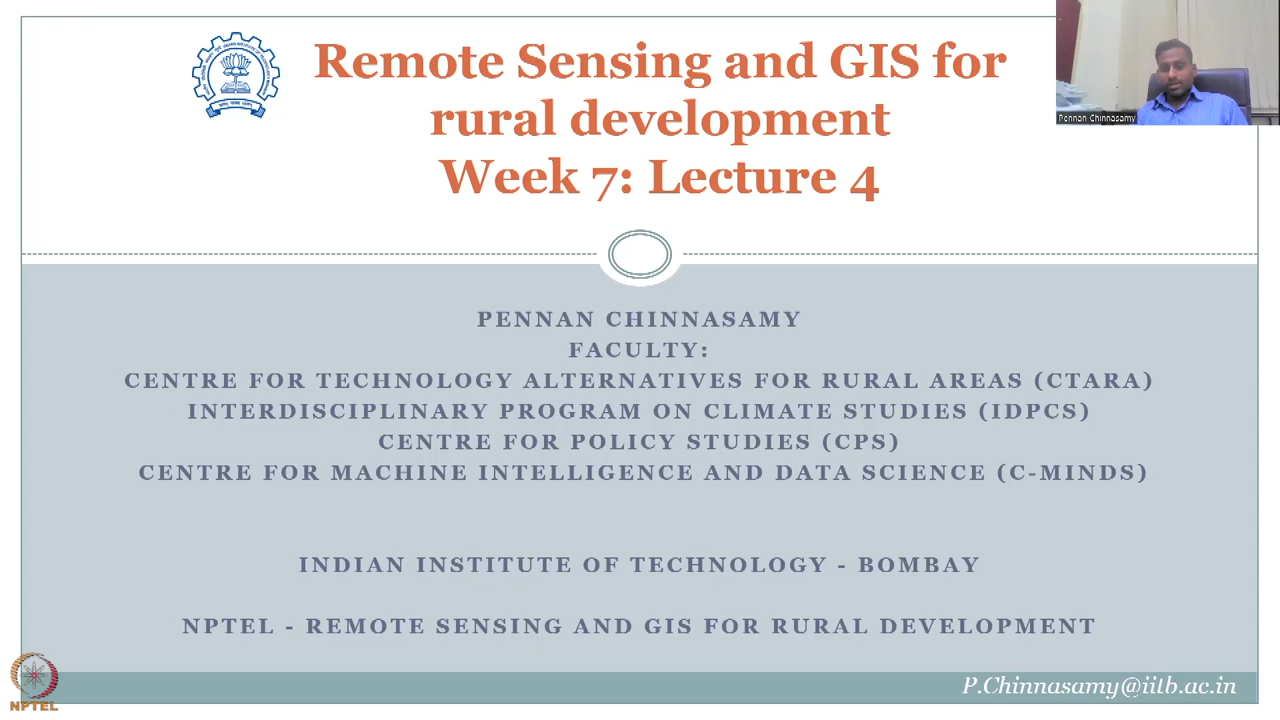 Remote Sensing and GIS for
rural development
Week 7: Lecture 4
Pennan Chinnasamy
PENNAN CHINNASAMY
FACULTY:
CENTRE FOR TECHNOLOGY ALTERNATIVES FOR RURAL AREAS (CTARA)
INTERDISCIPLINARY PROGRAM ON CLIMATE STUDIES (IDPCS)
CENTRE FOR POLICY STUDIES (CPS)
CENTRE FOR MACHINE INTELLIGENCE AND DATA SCIENCE (C-MINDS)
INDIAN INSTITUTE OF TECHNOLOGY - BOMBAY
NPTEL - REMOTE SENSING AND GIS FOR RURAL DEVELOPMENT
P.Chinnasamy@iitb.ac.in
NPTEL